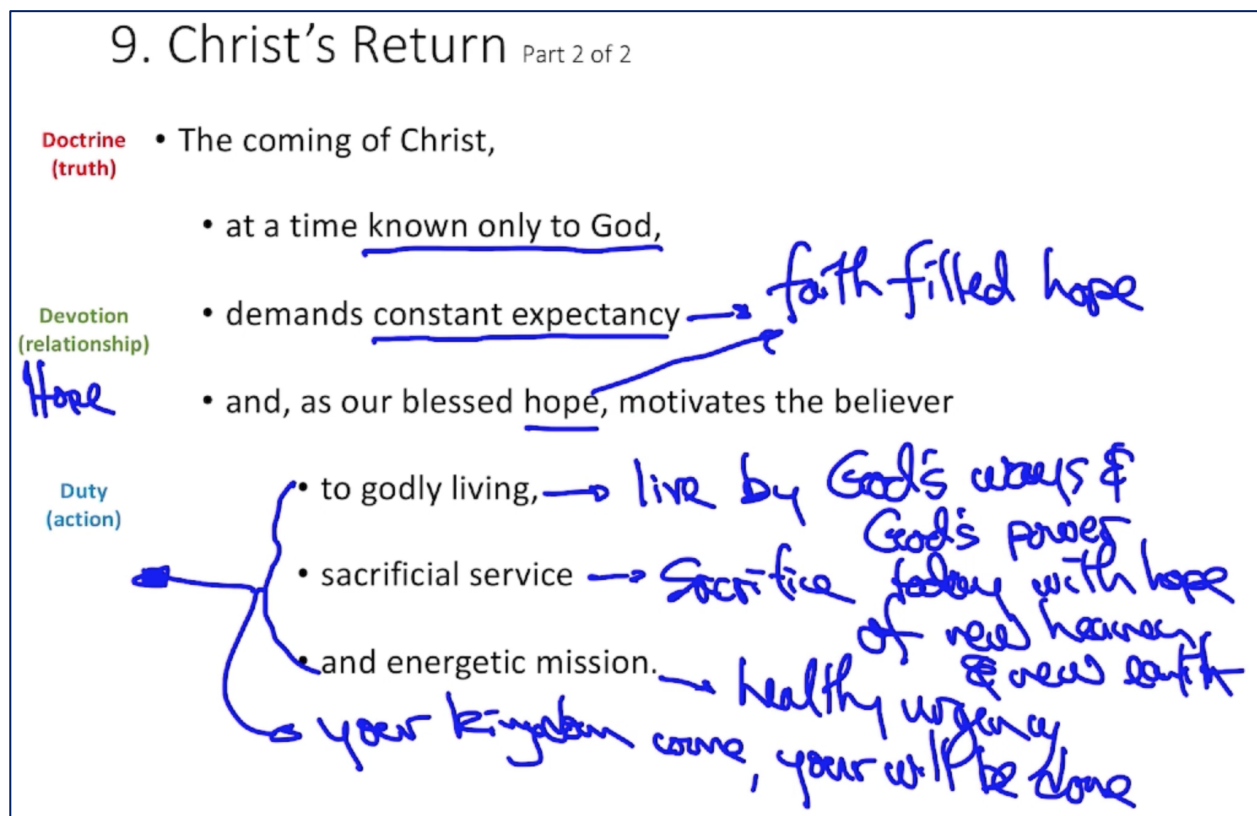 9. Christ's Return Part 2 of 2
Doctrine
(truth)
• The coming of Christ,
• at a time known only to God,
faith filled hope
Devotion
(relationship)
• demands constant expectancy
Hope
• and, as our blessed hope, motivates the believer
Duty
(action)
• to godly living,
live by God's ways &
God's power
• sacrificial service
Sacrifice today with hope
of new heaven
& new earth
• and energetic mission.
healthy urgency
your kingdom come, your will be done